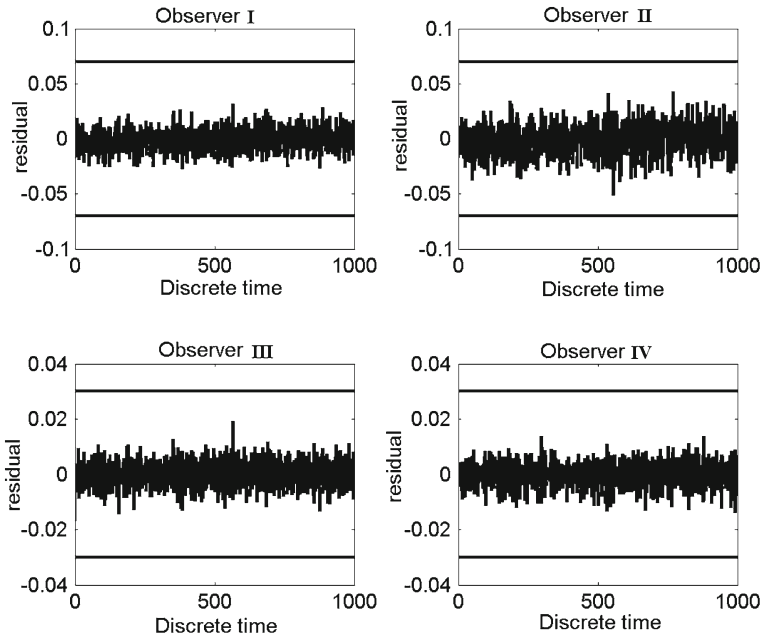 Observer I
0.1
0.05
0
-0.05
-0.1
residual
0
500
1000
Discrete time
Observer II
0.1
0.05
0
-0.05
-0.1
residual
0
500
1000
Discrete time
Observer III
0.04
0.02
0
-0.02
-0.04
residual
0
500
1000
Discrete time
Observer IV
0.04
0.02
0
-0.02
-0.04
residual
0
500
1000
Discrete time